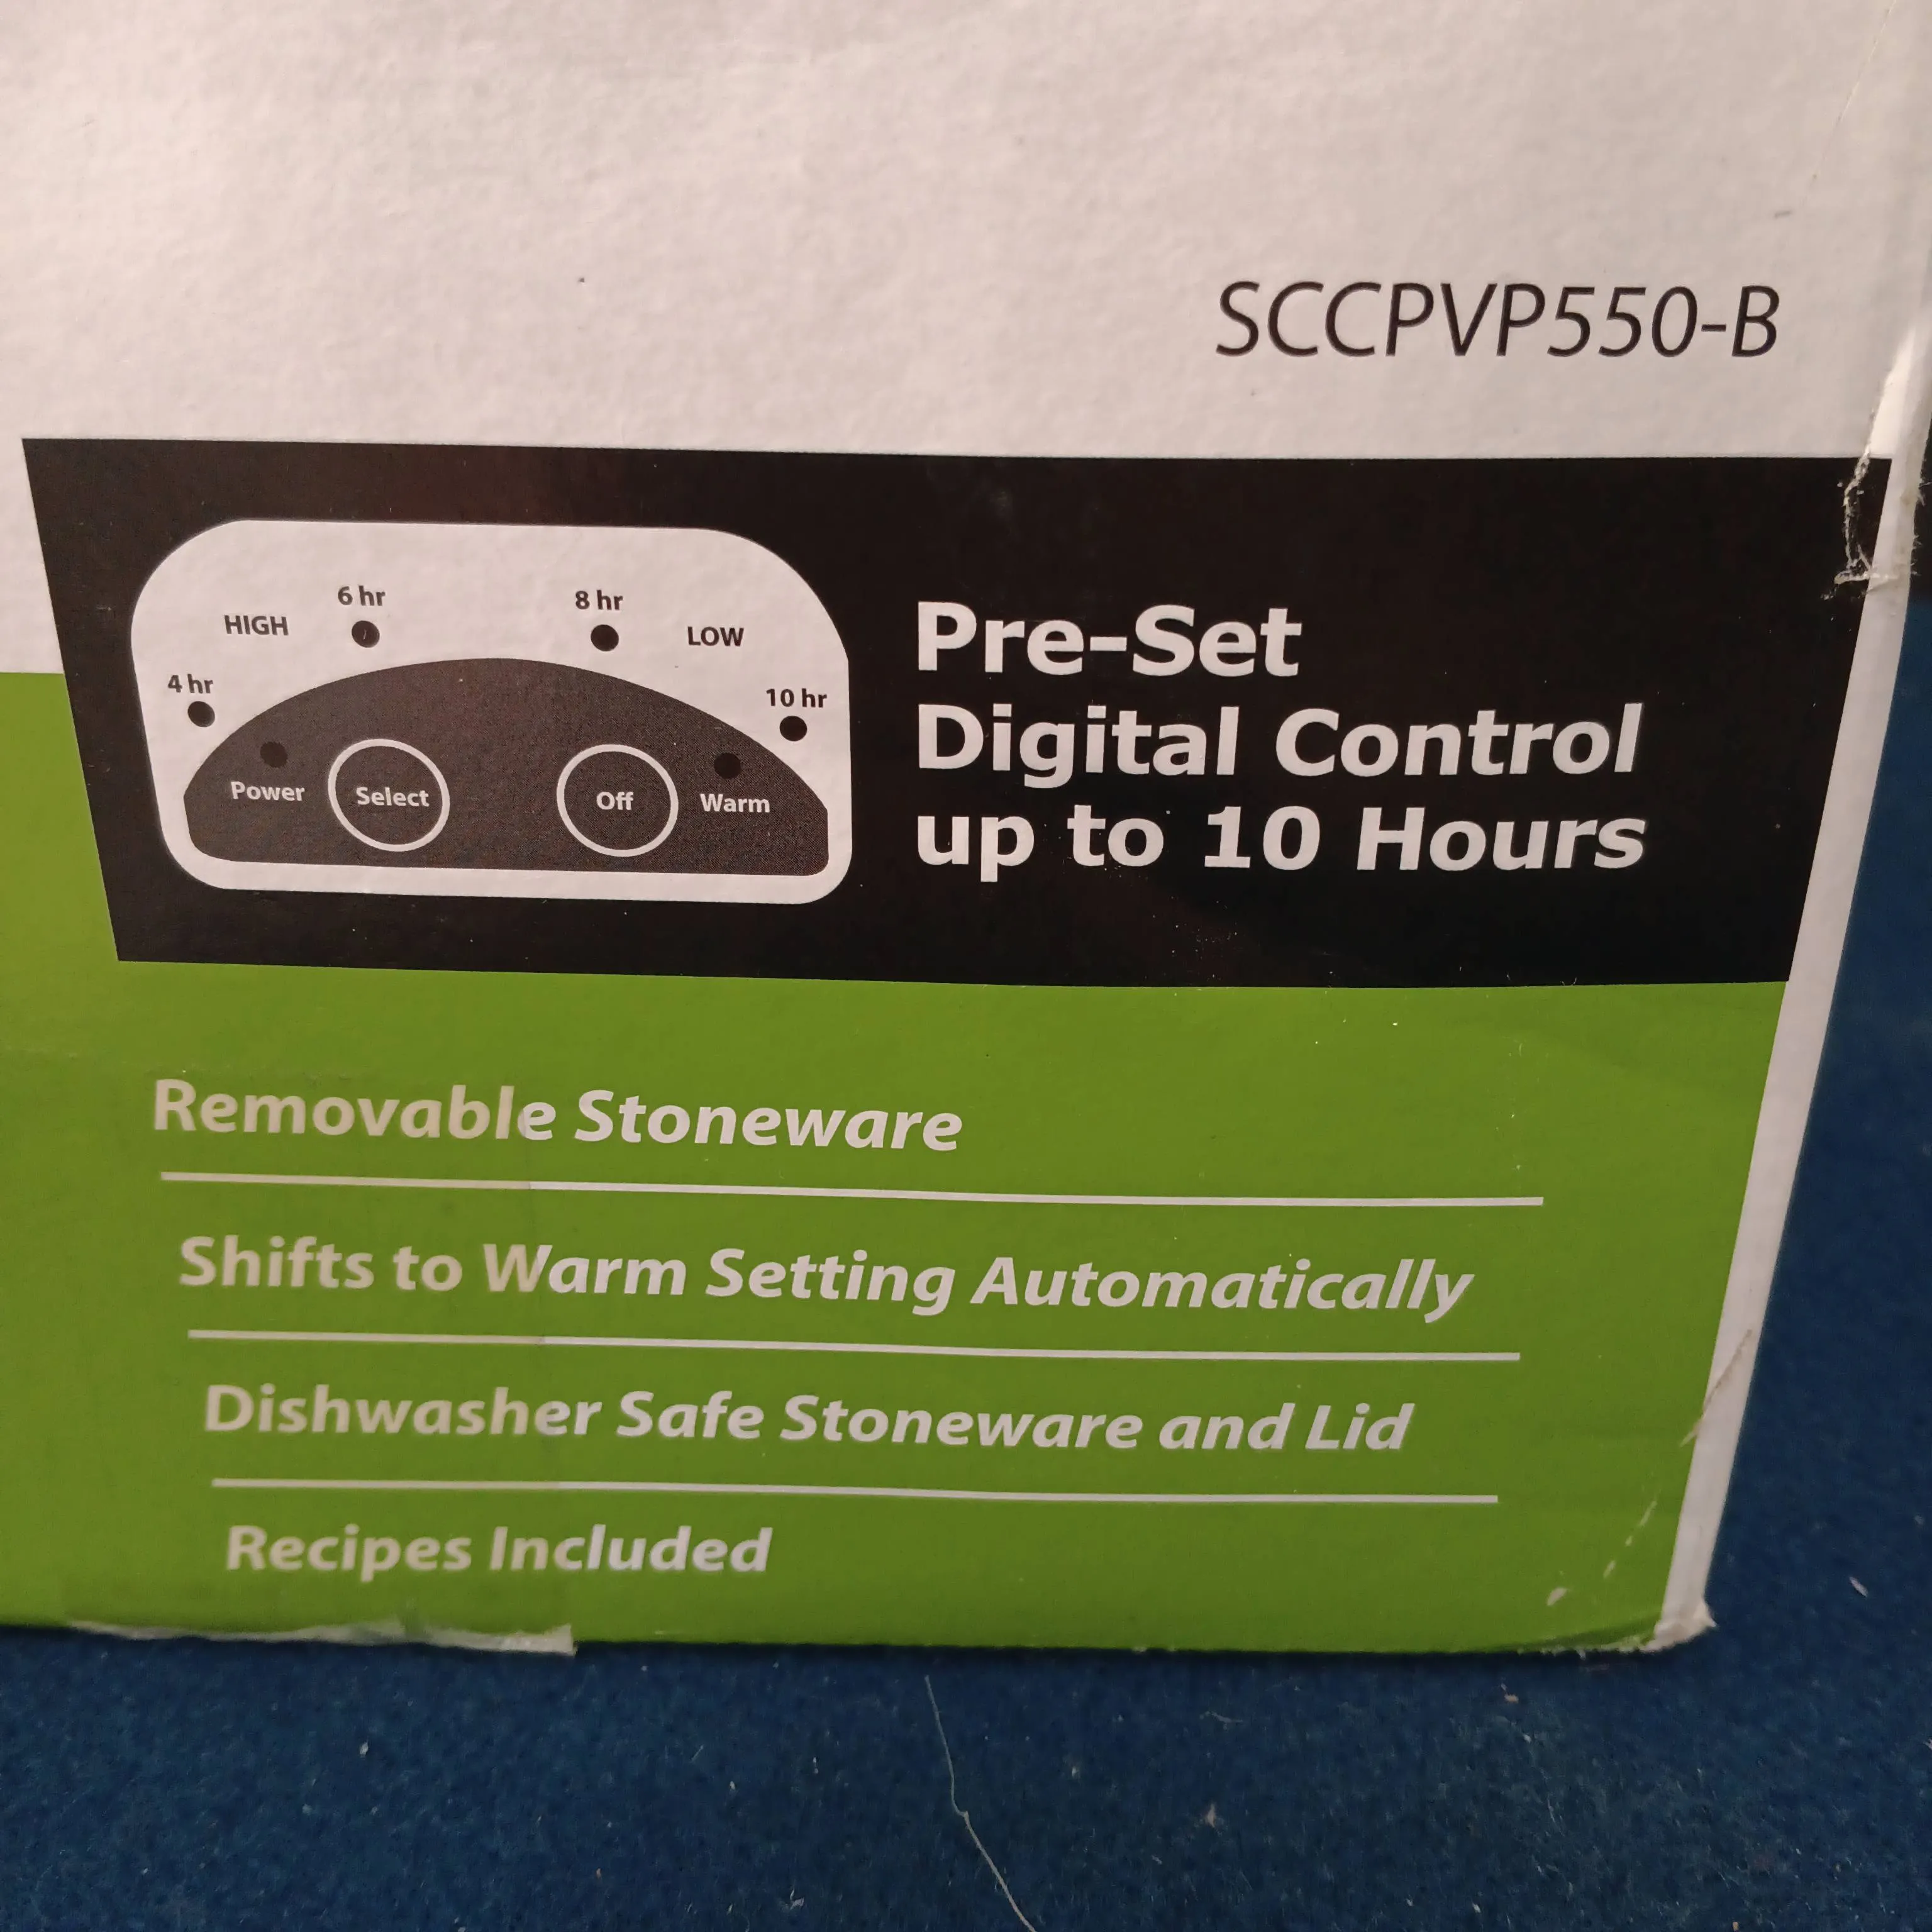 SCCPVP550-B
6 hr
8 hr
HIGH
LOW
4 hr
10 hr
Power
Select
Off
Warm
Pre-Set
Digital Control
up to 10 Hours
Removable Stoneware
Shifts to Warm Setting Automatically
Dishwasher Safe Stoneware and Lid
Recipes Included